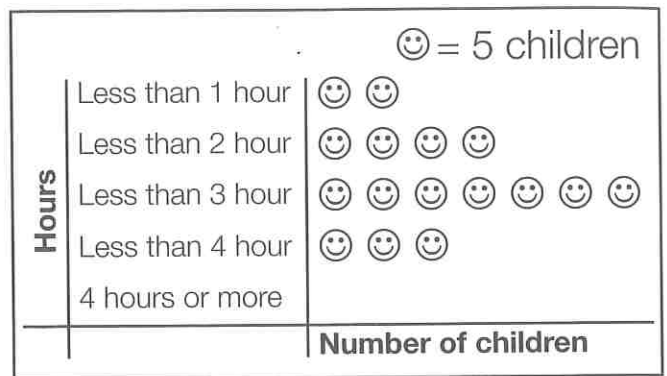 = 5 children
Less than 1 hour
Less than 2 hour
Less than 3 hour
Less than 4 hour
4 hours or more
Hours
Number of children